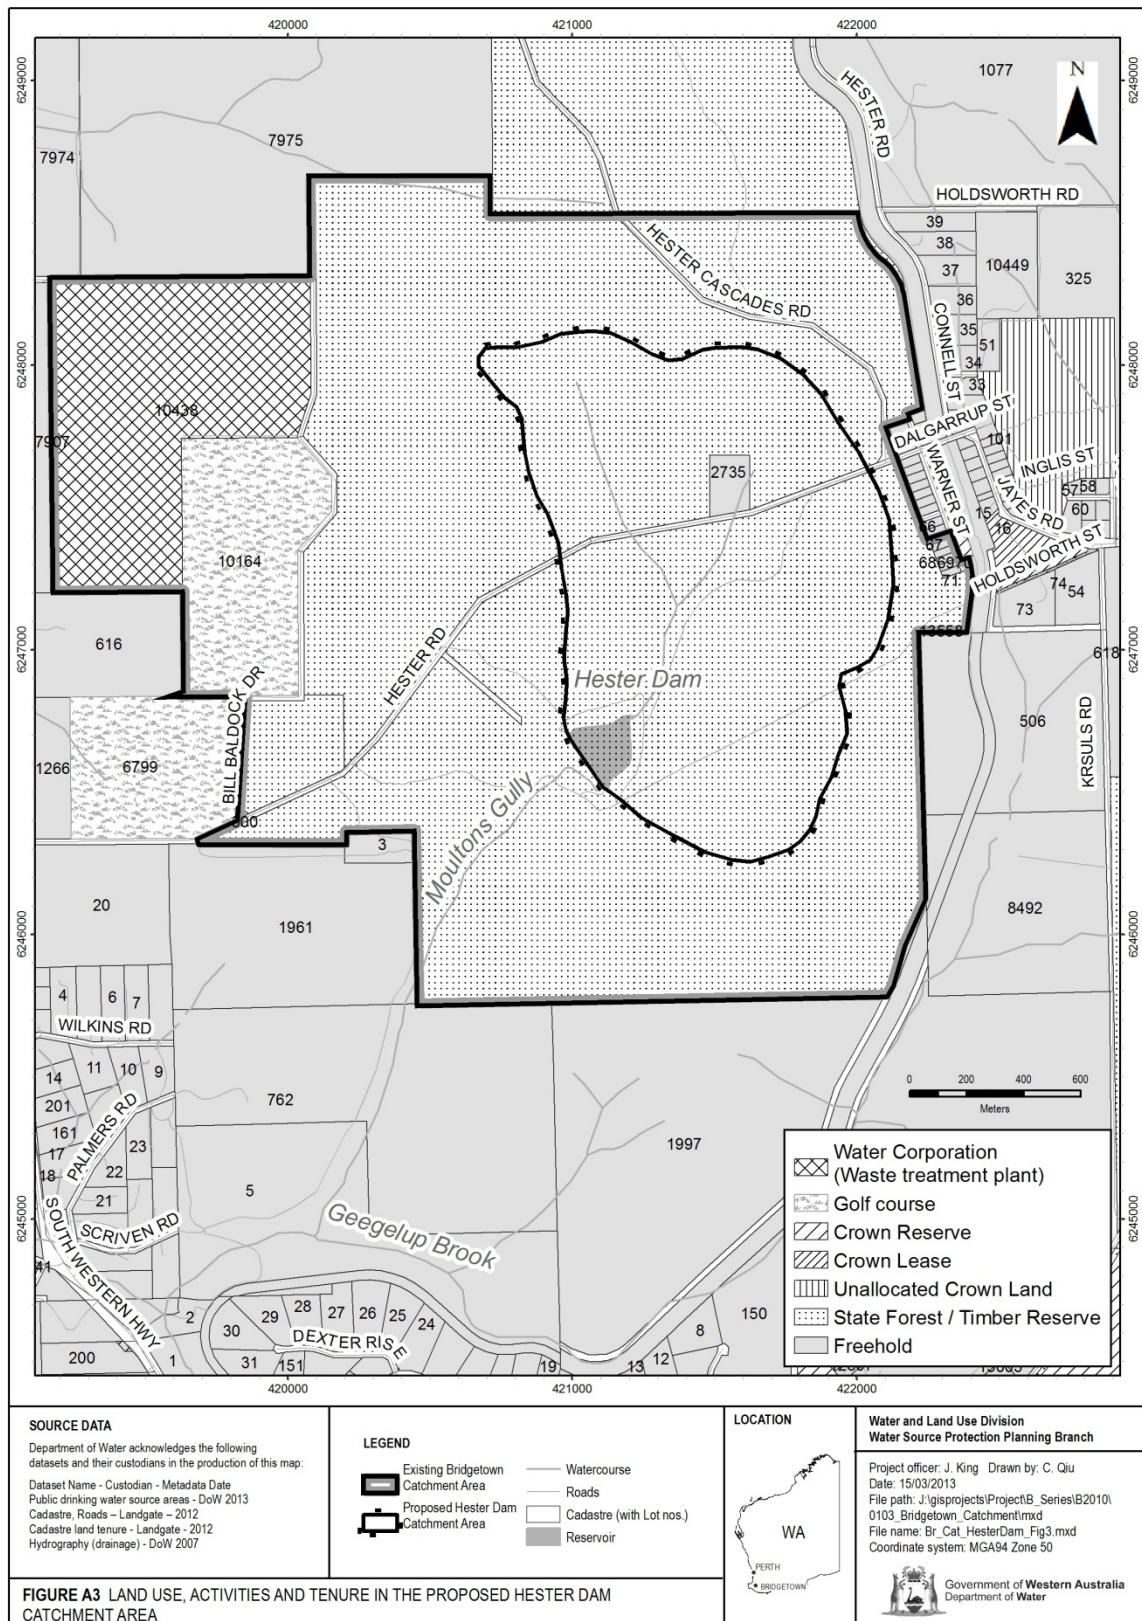 420000
421000
422000
6249000
6249000
1077
N
HESTER RD
7975
7974
HOLDSWORTH RD
39
38
HESTER CASCADES RD
37
10449
325
36
CONNELL ST
35
51
34
6248000
6248000
33
10438
7907
DALGARRUP ST
101
WARNER ST
INGLIS ST
2735
57
58
JAYES RD
15
60
16
66
67
10164
HOLDSWORTH ST
71
74
54
73
616
HESTER RD
618
6247000
6247000
Hester Dam
BILL BALDOCK DR
506
KRSULS RD
1266
6799
Moultons Gully
3
20
1961
8492
6246000
6246000
4
6
7
WILKINS RD
14
11
10
9
201
PALMERS RD
762
161
17
23
18
22
5
21
1997
0 200 400 600
Meters
SCRIVEN RD
6245000
6245000
SOUTH WESTERN HWY
Geegelup Brook
41
2
30
29
28
27
26
25
24
DEXTER RISE
150
8
200
1
31
151
19
13
12
Water Corporation
(Waste treatment plant)
Golf course
Crown Reserve
Crown Lease
Unallocated Crown Land
State Forest / Timber Reserve
Freehold
420000
421000
422000
SOURCE DATA
Department of Water acknowledges the following
datasets and their custodians in the production of this map:
Dataset Name - Custodian - Metadata Date
Public drinking water source areas - DoW 2013
Cadastre, Roads – Landgate – 2012
Cadastre land tenure - Landgate - 2012
Hydrography (drainage) - DoW 2007
LEGEND
Existing Bridgetown
Catchment Area
Proposed Hester Dam
Catchment Area
Watercourse
Roads
Cadastre (with Lot nos.)
Reservoir
LOCATION
WA
PERTH
BRIDGETOWN
Water and Land Use Division
Water Source Protection Planning Branch
Project officer: J. King Drawn by: C. Qiu
Date: 15/03/2013
File path: J:\gisprojects\Project\B_Series\B2010\
0103_Bridgetown_Catchment\mxd
File name: Br_Cat_HesterDam_Fig3.mxd
Coordinate system: MGA94 Zone 50
Government of Western Australia
Department of Water
FIGURE A3 LAND USE, ACTIVITIES AND TENURE IN THE PROPOSED HESTER DAM
CATCHMENT AREA